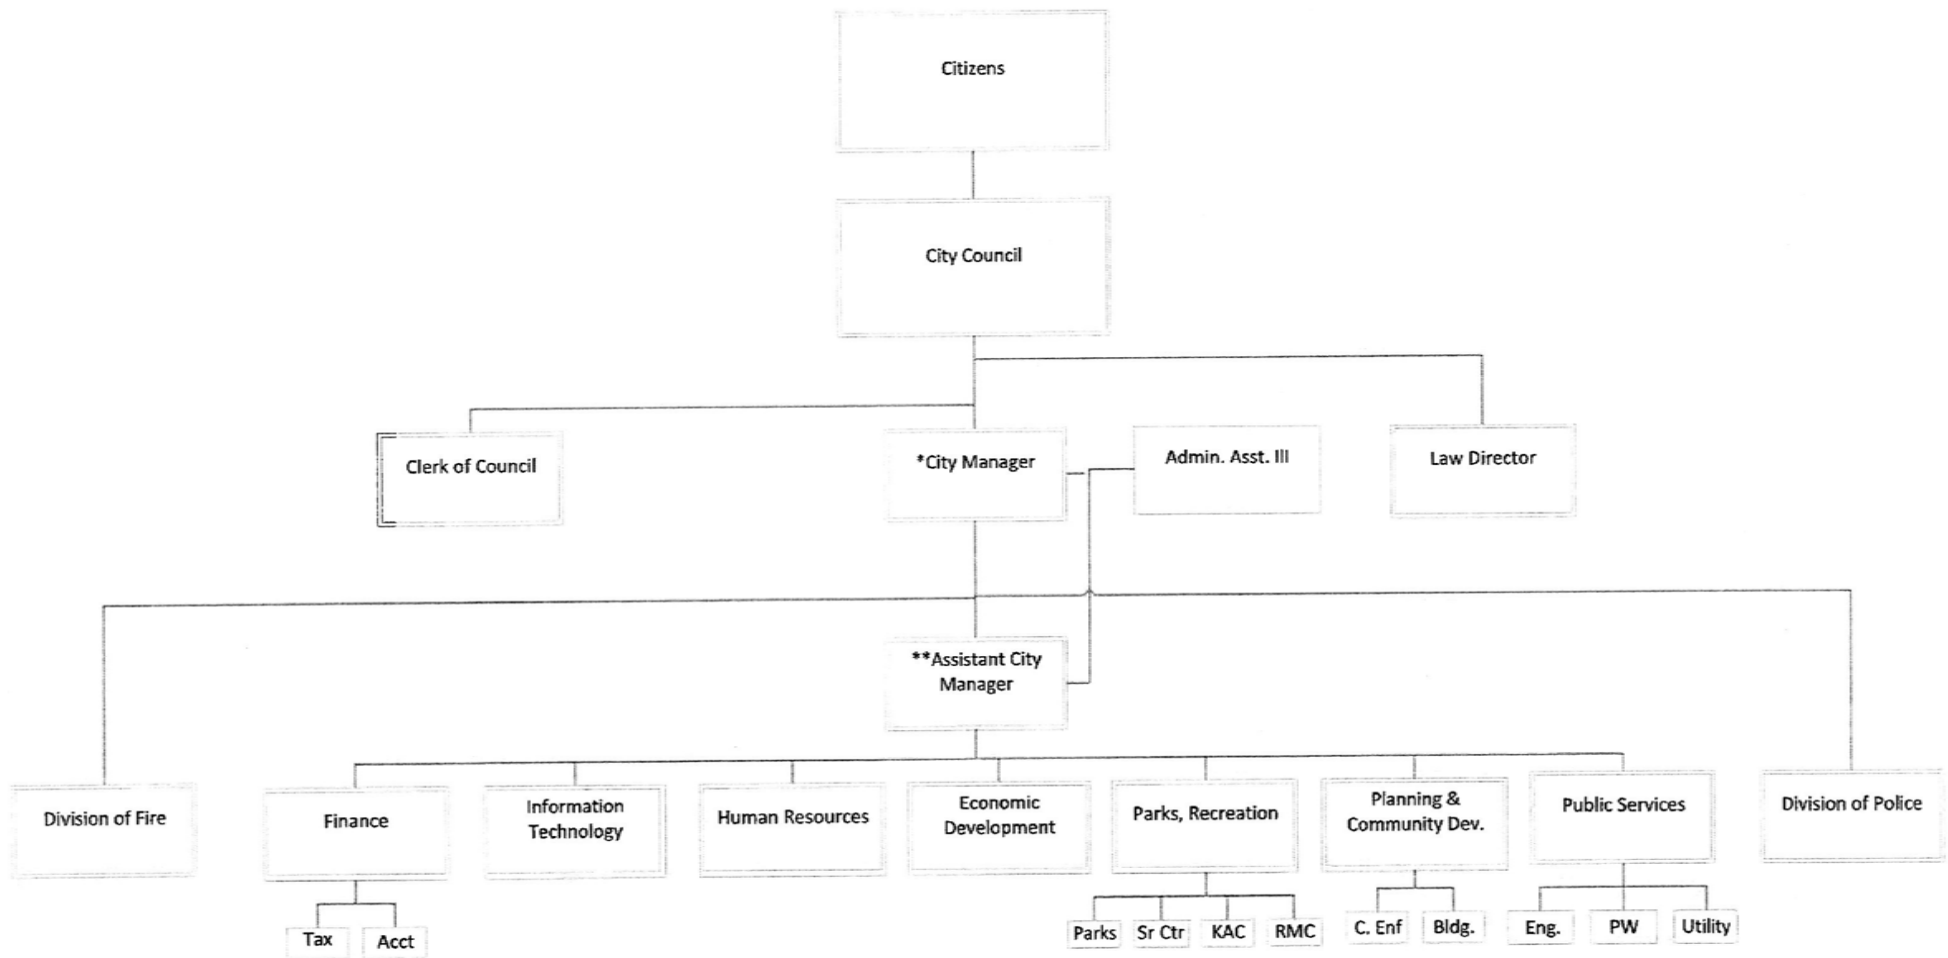 Citizens
City Council
Clerk of Council
*City Manager
Admin. Asst. III
Law Director
**Assistant City
Manager
Division of Fire
Finance
Information
Technology
Human Resources
Economic
Development
Parks, Recreation
Planning &
Community Dev.
Public Services
Division of Police
Tax
Acct
Parks
Sr Ctr
KAC
RMC
C. Enf
Bldg.
Eng.
PW
Utility